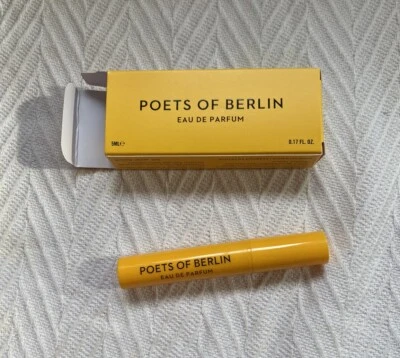 POETS OF BERLIN
EAU DE PARFUM
5ML℮ 0.17 FL. OZ.
POETS OF BERLIN
EAU DE PARFUM